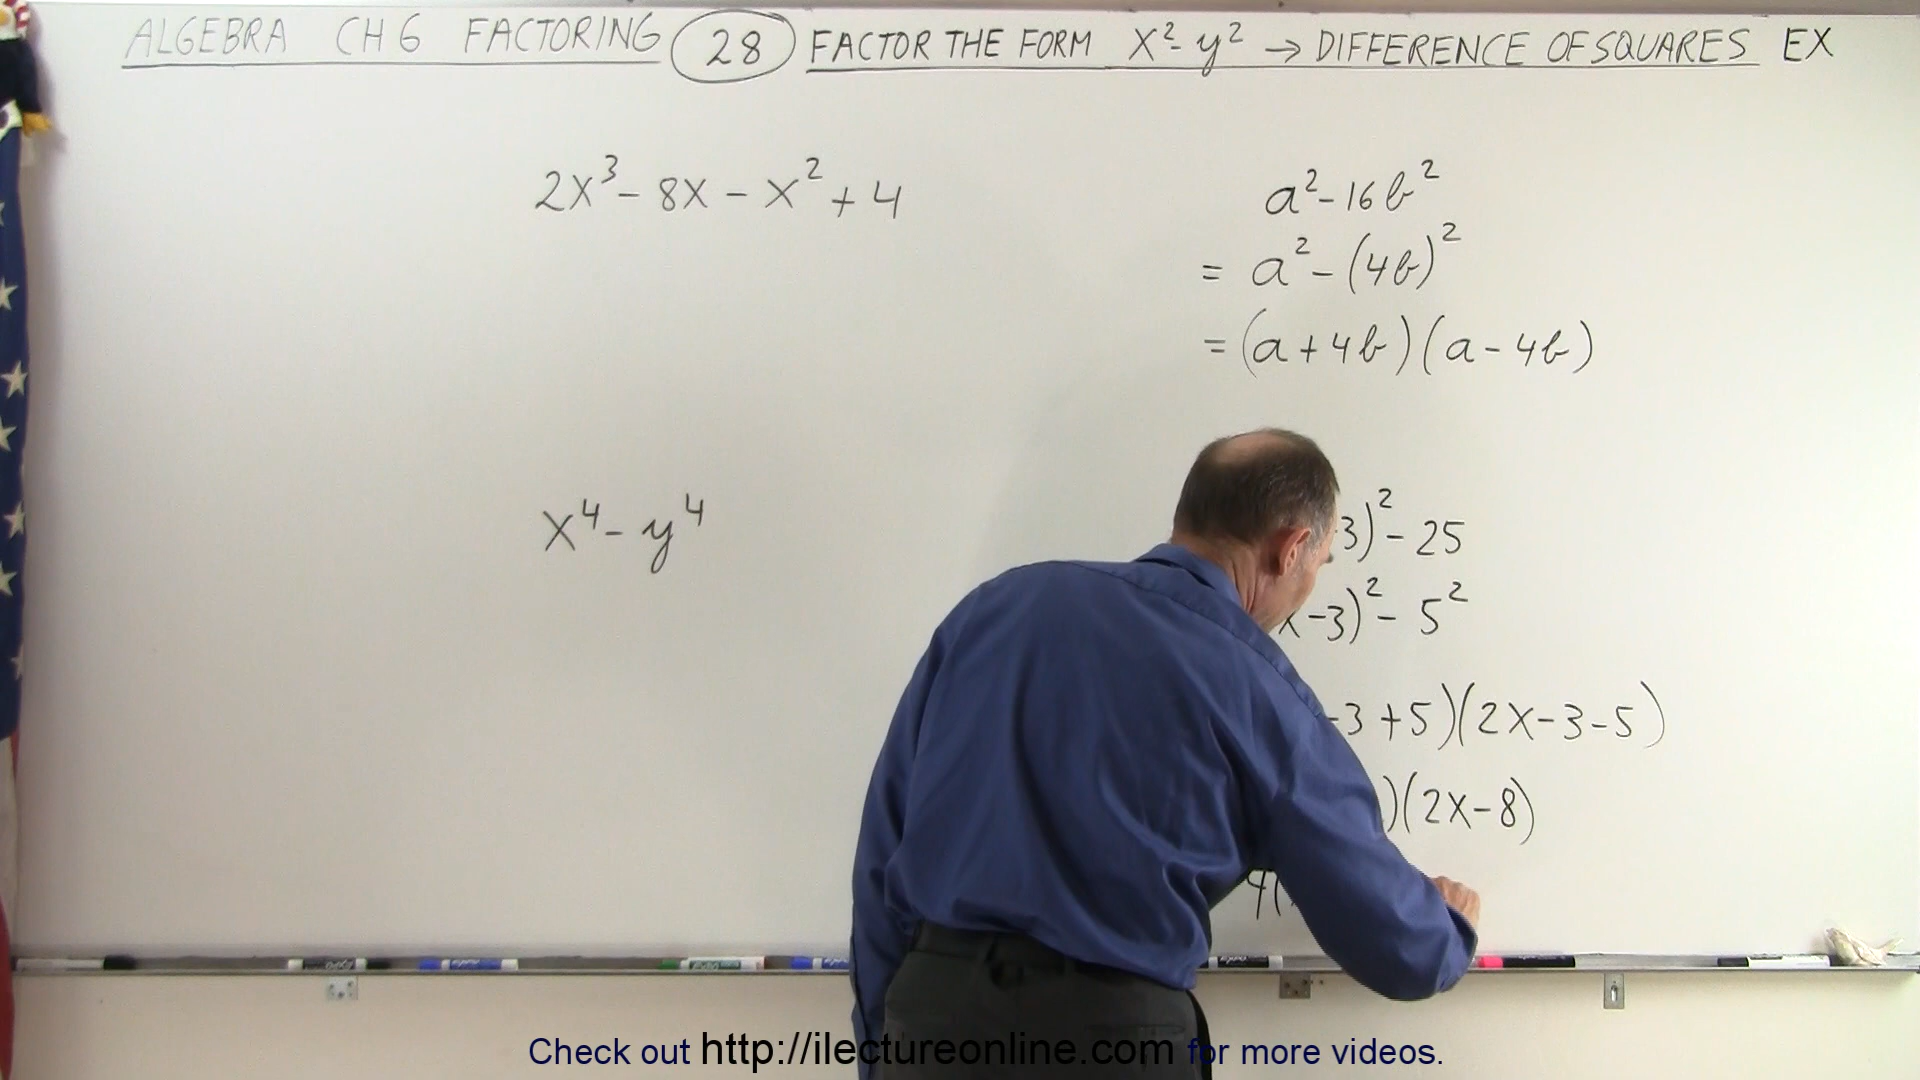 ALGEBRA CH 6 FACTORING 28 FACTOR THE FORM X²-y² → DIFFERENCE OF SQUARES EX
2x³ - 8x - x² + 4
x⁴ - y⁴
a² - 16b²
= a² - (4b)²
= (a + 4b)(a - 4b)
3)² - 25
x - 3)² - 5²
-3 + 5)(2x - 3 - 5)
)(2x - 8)
4(
Check out http://ilectureonline.com for more videos.